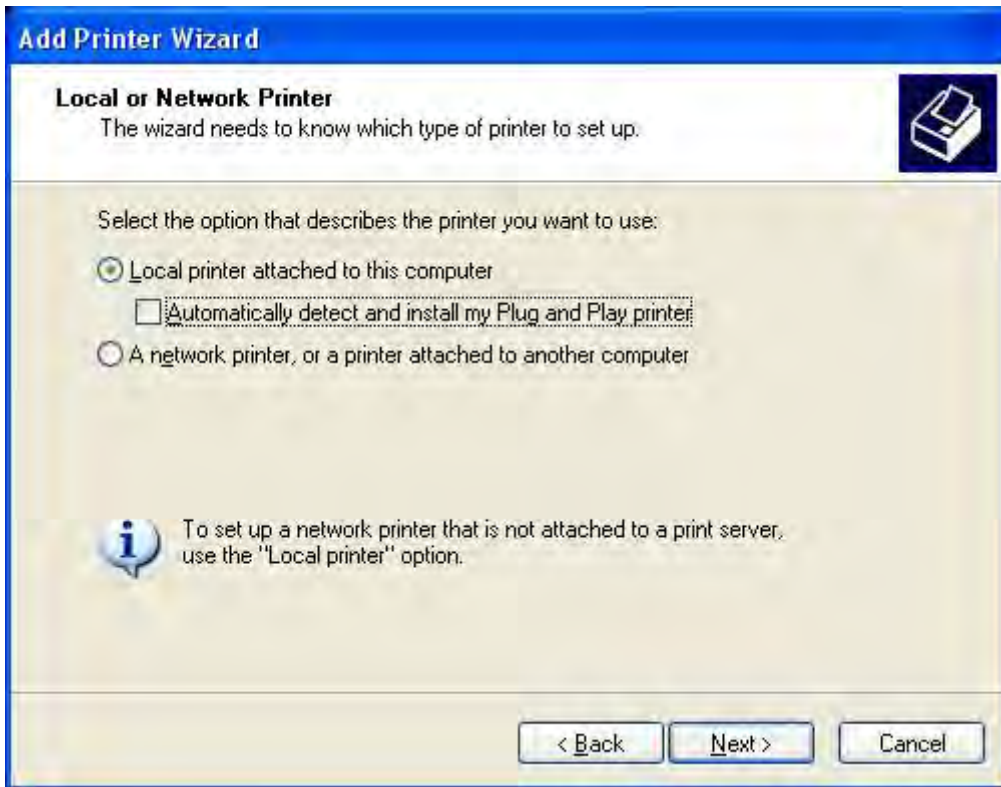 Add Printer Wizard
Local or Network Printer
The wizard needs to know which type of printer to set up.
Select the option that describes the printer you want to use:
Local printer attached to this computer
Automatically detect and install my Plug and Play printer
A network printer, or a printer attached to another computer
To set up a network printer that is not attached to a print server,
use the "Local printer" option.
< Back Next > Cancel